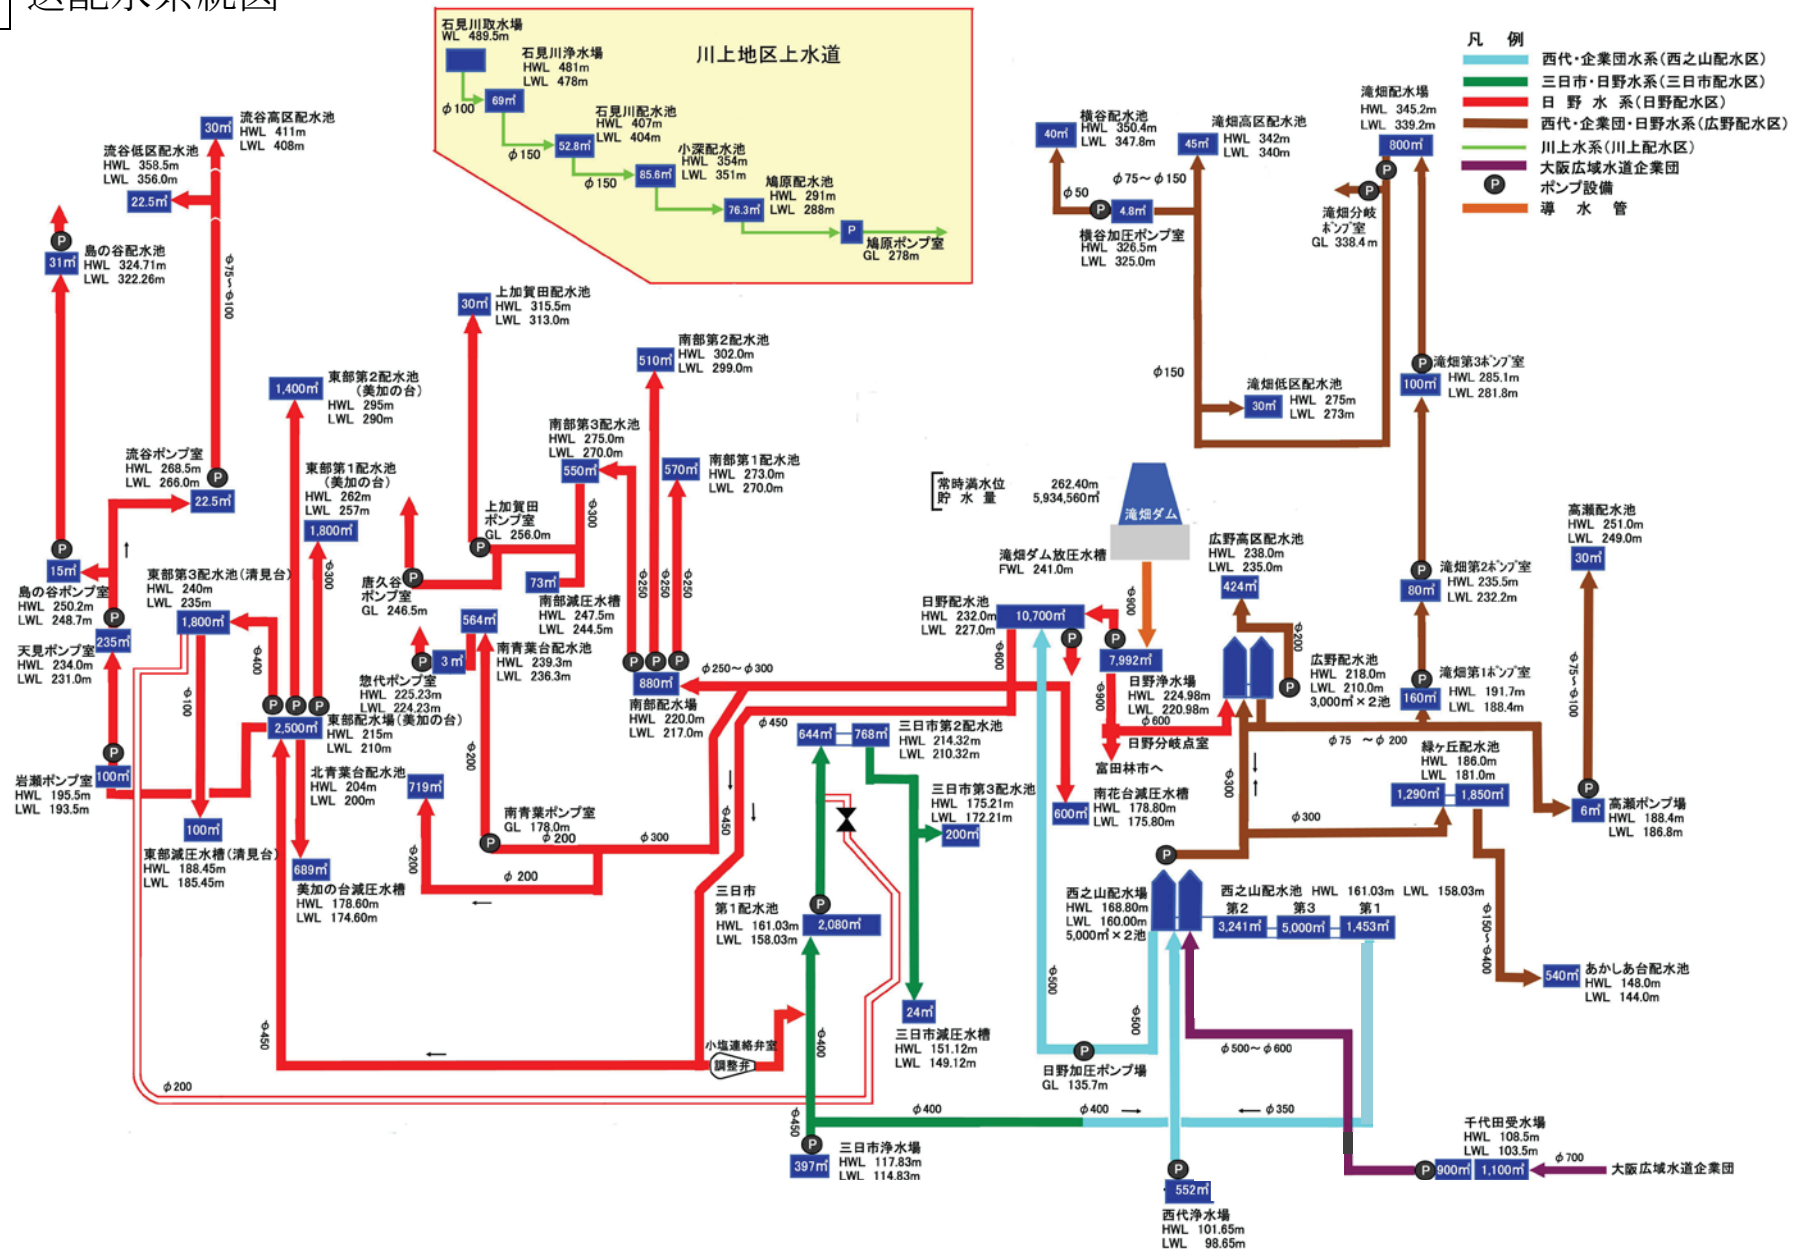 送配水系統図
川上地区上水道
石見川取水場
WL 489.5m
石見川浄水場
HWL 481m
LWL 478m
φ100
69㎥
石見川配水池
HWL 407m
LWL 404m
φ150
52.8㎥
小深配水池
HWL 354m
LWL 351m
φ150
85.6㎥
鳩原配水池
HWL 291m
LWL 288m
76.3㎥
P
鳩原ポンプ室
GL 278m
凡 例
西代・企業団水系(西之山配水区)
三日市・日野水系(三日市配水区)
日 野 水 系(日野配水区)
西代・企業団・日野水系(広野配水区)
川上水系(川上配水区)
大阪広域水道企業団
P
ポンプ設備
導 水 管
流谷高区配水池
HWL 411m
LWL 408m
30㎥
流谷低区配水池
HWL 358.5m
LWL 356.0m
22.5㎥
P
島の谷配水池
HWL 324.71m
LWL 322.26m
31㎥
φ75~φ100
流谷ポンプ室
HWL 268.5m
LWL 266.0m
P
22.5㎥
P
15㎥
島の谷ポンプ室
HWL 250.2m
LWL 248.7m
P
235㎥
天見ポンプ室
HWL 234.0m
LWL 231.0m
P
100㎥
岩瀬ポンプ室
HWL 195.5m
LWL 193.5m
東部第2配水池
(美加の台)
HWL 295m
LWL 290m
1,400㎥
東部第1配水池
(美加の台)
HWL 262m
LWL 257m
1,800㎥
φ300
東部第3配水池(清見台)
HWL 240m
LWL 235m
1,800㎥
φ400
φ100
P P P
2,500㎥
東部配水場(美加の台)
HWL 215m
LWL 210m
100㎥
東部減圧水槽(清見台)
HWL 188.45m
LWL 185.45m
689㎥
美加の台減圧水槽
HWL 178.60m
LWL 174.60m
北青葉台配水池
HWL 204m
LWL 200m
719㎥
φ200
上加賀田配水池
HWL 315.5m
LWL 313.0m
30㎥
上加賀田
ポンプ室
GL 256.0m
P
唐久谷
ポンプ室
GL 246.5m
P
南部第3配水池
HWL 275.0m
LWL 270.0m
550㎥
φ300
73㎥
南部減圧水槽
HWL 247.5m
LWL 244.5m
南部第2配水池
HWL 302.0m
LWL 299.0m
510㎥
南部第1配水池
HWL 273.0m
LWL 270.0m
570㎥
φ250
φ250
φ250
P P P
880㎥
南部配水場
HWL 220.0m
LWL 217.0m
φ250~φ300
564㎥
南青葉台配水池
HWL 239.3m
LWL 236.3m
P
3㎥
惣代ポンプ室
HWL 225.23m
LWL 224.23m
φ200
南青葉ポンプ室
GL 178.0m
P
φ200
φ300
φ200
φ450
φ450
φ450
φ200
常時満水位 262.40m
貯 水 量 5,934,560㎥
滝畑ダム
滝畑ダム放圧水槽
FWL 241.0m
φ900
日野配水池
HWL 232.0m
LWL 227.0m
10,700㎥
φ600
P
P
7,992㎥
日野浄水場
HWL 224.98m
LWL 220.98m
φ900
φ600
日野分岐点室
富田林市へ
600㎥
南花台減圧水槽
HWL 178.80m
LWL 175.80m
644㎥
768㎥
三日市第2配水池
HWL 214.32m
LWL 210.32m
三日市第3配水池
HWL 175.21m
LWL 172.21m
200㎥
三日市
第1配水池
HWL 161.03m
LWL 158.03m
P
2,080㎥
24㎥
三日市減圧水槽
HWL 151.12m
LWL 149.12m
小塩連絡弁室
調整弁
φ400
φ450
P
397㎥
三日市浄水場
HWL 117.83m
LWL 114.83m
φ400
φ400
φ350
φ500
φ500
P
日野加圧ポンプ場
GL 135.7m
横谷配水池
HWL 350.4m
LWL 347.8m
40㎥
φ50
P
4.8㎥
横谷加圧ポンプ室
HWL 326.5m
LWL 325.0m
φ75~φ150
滝畑高区配水池
HWL 342m
LWL 340m
45㎥
滝畑配水場
HWL 345.2m
LWL 339.2m
800㎥
P
P
滝畑分岐
ポンプ室
GL 338.4m
φ150
滝畑低区配水池
HWL 275m
LWL 273m
30㎥
P
滝畑第3ポンプ室
HWL 285.1m
LWL 281.8m
100㎥
P
滝畑第2ポンプ室
HWL 235.5m
LWL 232.2m
80㎥
P
滝畑第1ポンプ室
HWL 191.7m
LWL 188.4m
160㎥
高瀬配水池
HWL 251.0m
LWL 249.0m
30㎥
φ75~φ100
P
6㎥
高瀬ポンプ場
HWL 188.4m
LWL 186.8m
広野高区配水池
HWL 238.0m
LWL 235.0m
424㎥
φ200
P
広野配水池
HWL 218.0m
LWL 210.0m
3,000㎥×2池
φ75 ~φ200
φ300
φ300
緑ヶ丘配水池
HWL 186.0m
LWL 181.0m
1,290㎥
1,850㎥
φ150~φ400
540㎥
あかしあ台配水池
HWL 148.0m
LWL 144.0m
P
西之山配水場
HWL 168.80m
LWL 160.00m
5,000㎥×2池
西之山配水池 HWL 161.03m LWL 158.03m
第2 第3 第1
3,241㎥
5,000㎥
1,453㎥
φ500~φ600
P
552㎥
西代浄水場
HWL 101.65m
LWL 98.65m
千代田受水場
HWL 108.5m
LWL 103.5m
P
900㎥
1,100㎥
φ700
大阪広域水道企業団